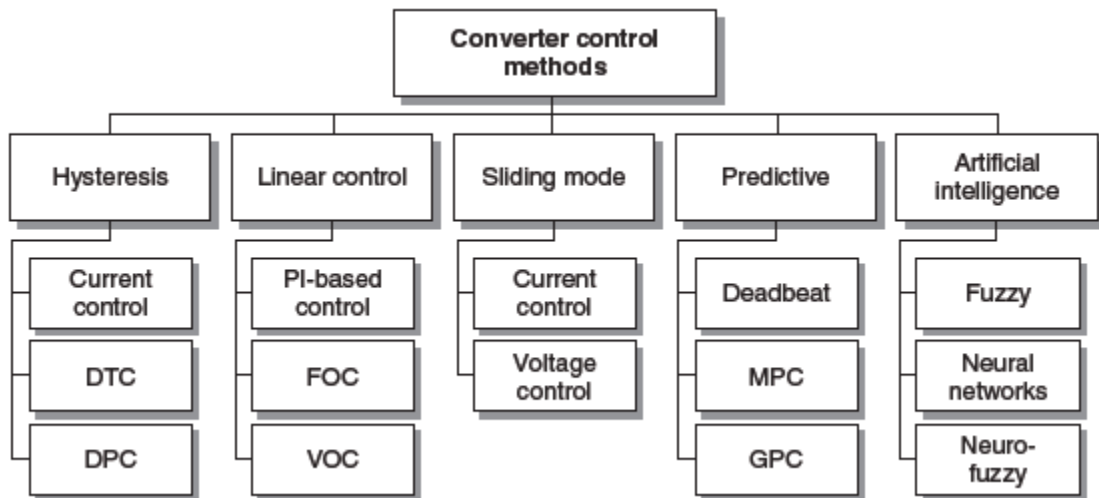 Converter control
methods
Hysteresis
Linear control
Sliding mode
Predictive
Artificial
intelligence
Current
control
PI-based
control
Current
control
Deadbeat
Fuzzy
DTC
FOC
Voltage
control
MPC
Neural
networks
DPC
VOC
GPC
Neuro-
fuzzy